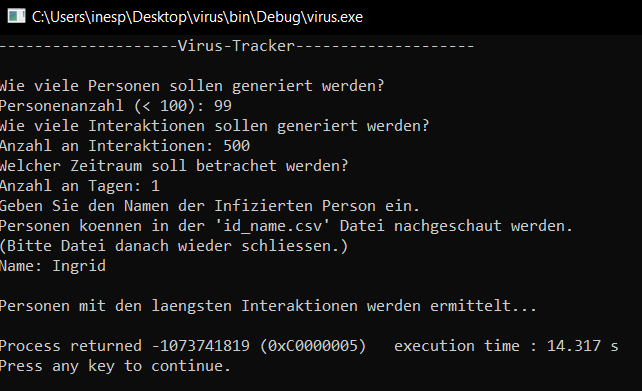 C:\Users\inesp\Desktop\virus\bin\Debug\virus.exe
--------------------Virus-Tracker--------------------
Wie viele Personen sollen generiert werden?
Personenanzahl (< 100): 99
Wie viele Interaktionen sollen generiert werden?
Anzahl an Interaktionen: 500
Welcher Zeitraum soll betrachet werden?
Anzahl an Tagen: 1
Geben Sie den Namen der Infizierten Person ein.
Personen koennen in der 'id_name.csv' Datei nachgeschaut werden.
(Bitte Datei danach wieder schliessen.)
Name: Ingrid
Personen mit den laengsten Interaktionen werden ermittelt...
Process returned -1073741819 (0xC0000005)   execution time : 14.317 s
Press any key to continue.